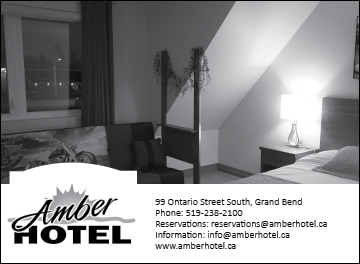 Amber
HOTEL
99 Ontario Street South, Grand Bend
Phone: 519-238-2100
Reservations: reservations@amberhotel.ca
Information: info@amberhotel.ca
www.amberhotel.ca